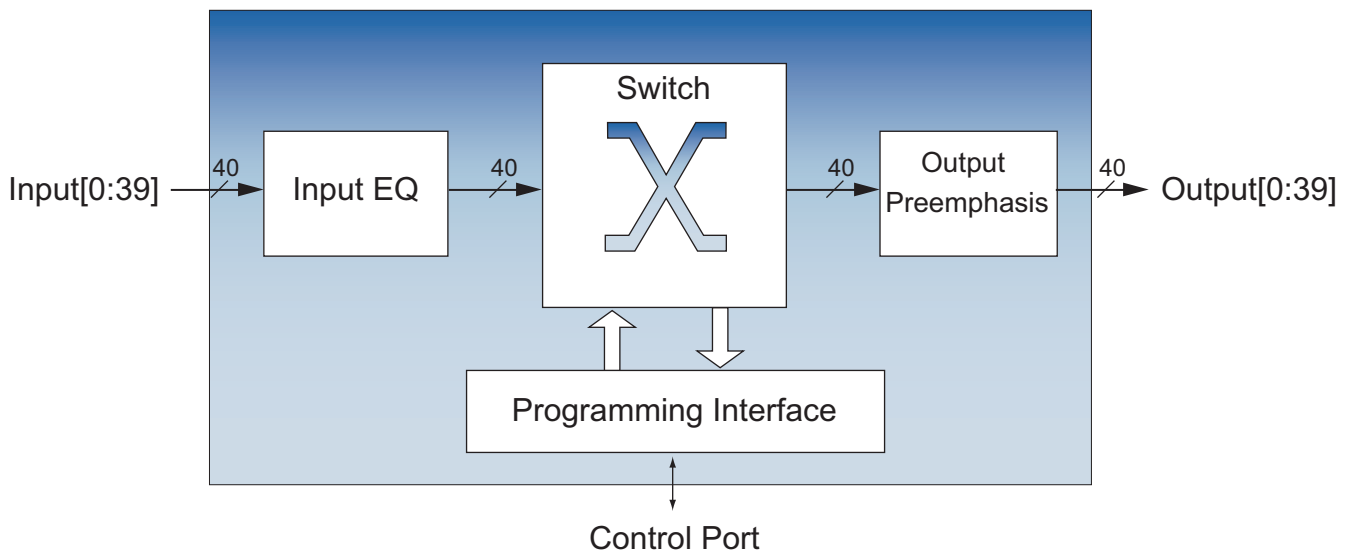 Switch
Input[0:39]
40
Input EQ
40
40
Output
Preemphasis
40
Output[0:39]
Programming Interface
Control Port